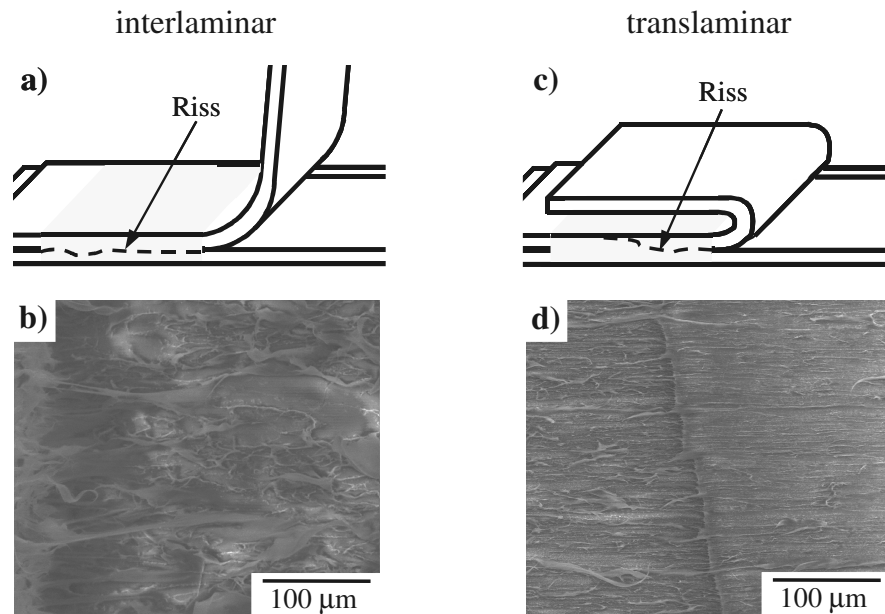 interlaminar
translaminar
a)
Riss
c)
Riss
b)
100 μm
d)
100 μm